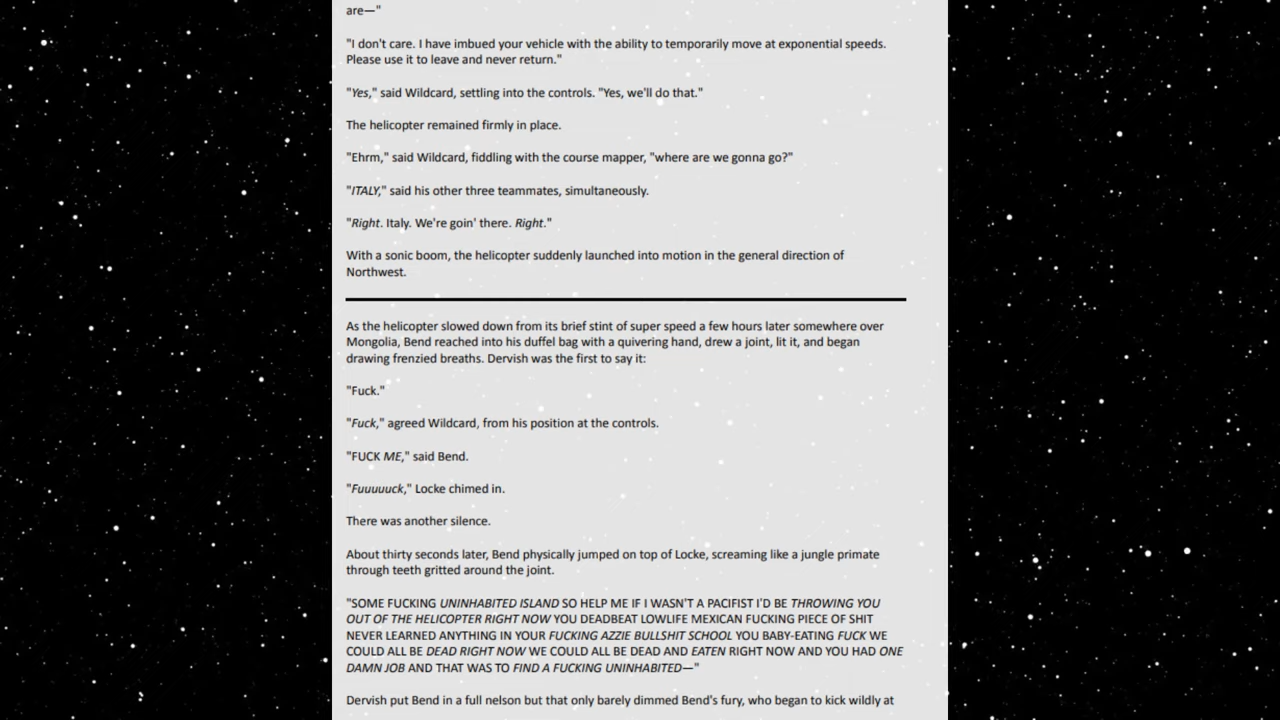 are—"
"I don't care. I have imbued your vehicle with the ability to temporarily move at exponential speeds.
Please use it to leave and never return."
"Yes," said Wildcard, settling into the controls. "Yes, we'll do that."
The helicopter remained firmly in place.
"Ehrm," said Wildcard, fiddling with the course mapper, "where are we gonna go?"
"ITALY," said his other three teammates, simultaneously.
"Right. Italy. We're goin' there. Right."
With a sonic boom, the helicopter suddenly launched into motion in the general direction of
Northwest.
As the helicopter slowed down from its brief stint of super speed a few hours later somewhere over
Mongolia, Bend reached into his duffel bag with a quivering hand, drew a joint, lit it, and began
drawing frenzied breaths. Dervish was the first to say it:
"Fuck."
"Fuck," agreed Wildcard, from his position at the controls.
"FUCK ME," said Bend.
"Fuuuuuck," Locke chimed in.
There was another silence.
About thirty seconds later, Bend physically jumped on top of Locke, screaming like a jungle primate
through teeth gritted around the joint.
"SOME FUCKING UNINHABITED ISLAND SO HELP ME IF I WASN'T A PACIFIST I'D BE THROWING YOU
OUT OF THE HELICOPTER RIGHT NOW YOU DEADBEAT LOWLIFE MEXICAN FUCKING PIECE OF SHIT
NEVER LEARNED ANYTHING IN YOUR FUCKING AZZIE BULLSHIT SCHOOL YOU BABY-EATING FUCK WE
COULD ALL BE DEAD RIGHT NOW WE COULD ALL BE DEAD AND EATEN RIGHT NOW AND YOU HAD ONE
DAMN JOB AND THAT WAS TO FIND A FUCKING UNINHABITED—"
Dervish put Bend in a full nelson but that only barely dimmed Bend's fury, who began to kick wildly at